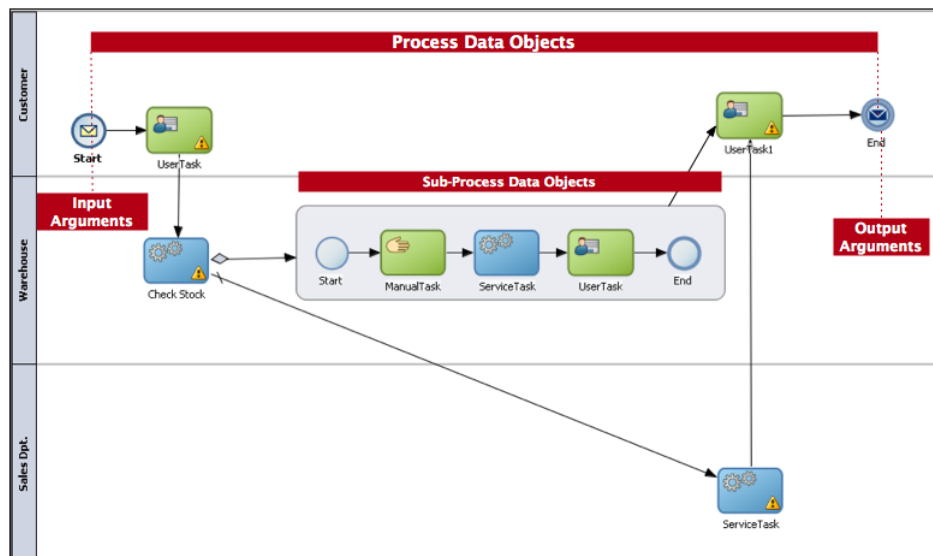 Process Data Objects
Customer
Start
UserTask
UserTask1
End
Sub-Process Data Objects
Input
Arguments
Output
Arguments
Warehouse
Check Stock
Start
ManualTask
ServiceTask
UserTask
End
Sales Dpt.
ServiceTask